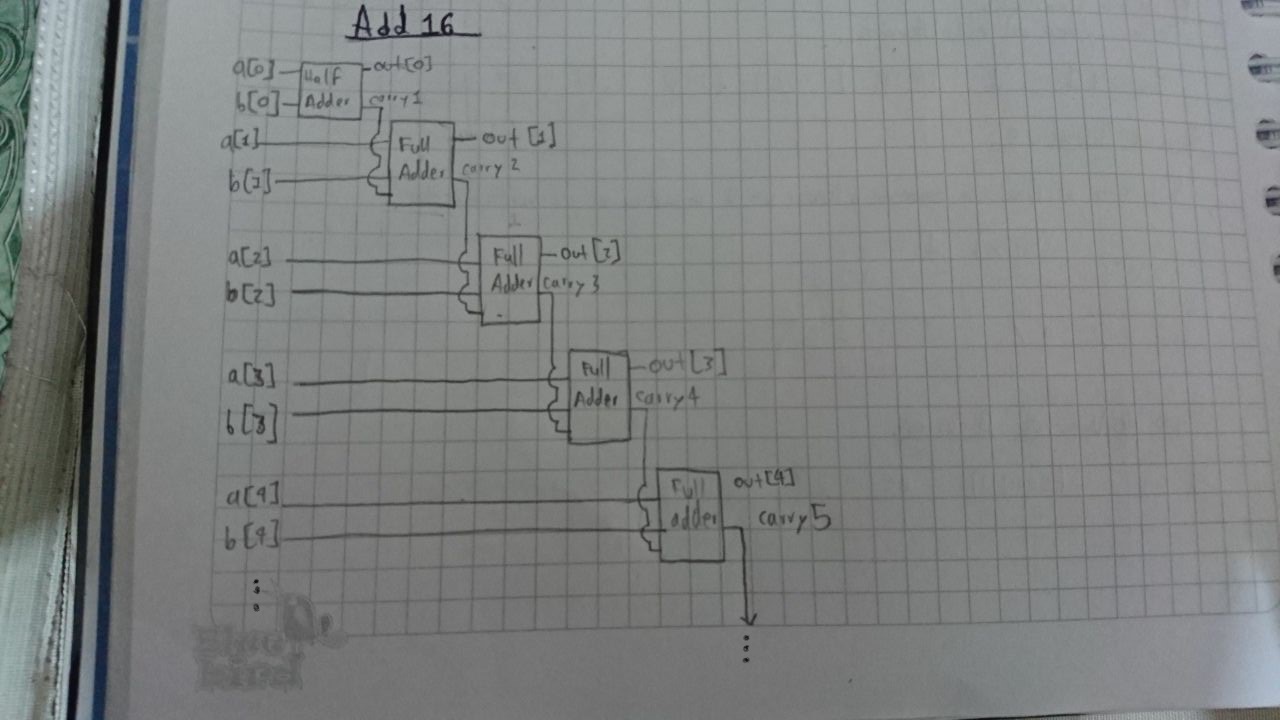 Add 16
a[0] Half out[0]
b[0] Adder carry1
a[1] Full out [1]
b[1] Adder carry 2
a[2] Full out [2]
b[2] Adder carry 3
a[3] Full out [3]
b[3] Adder carry4
a[4] Full out[4]
b[4] adder carry 5